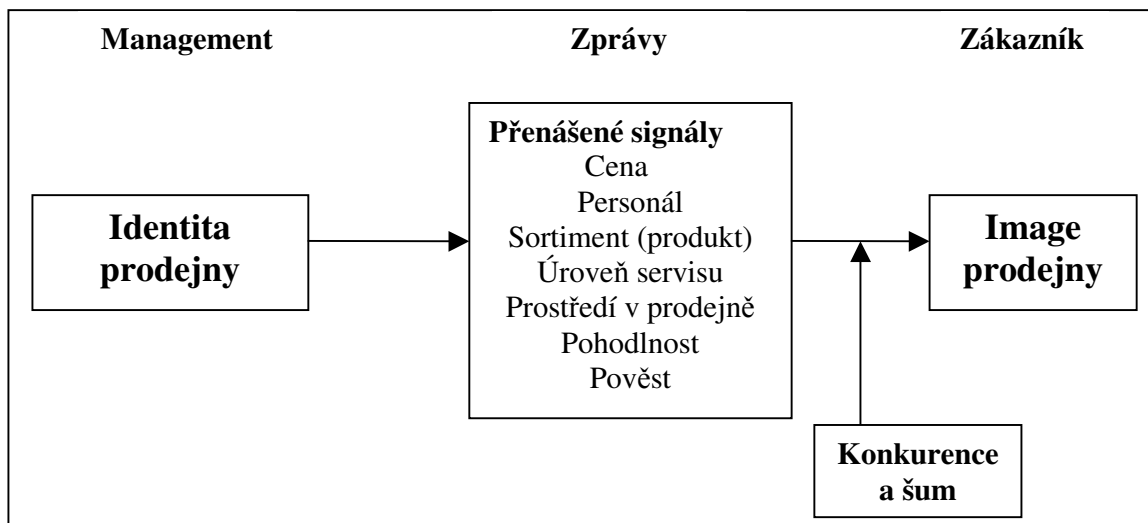 Management
Zprávy
Zákazník
Identita
prodejny
Přenášené signály
Cena
Personál
Sortiment (produkt)
Úroveň servisu
Prostředí v prodejně
Pohodlnost
Pověst
Image
prodejny
Konkurence
a šum